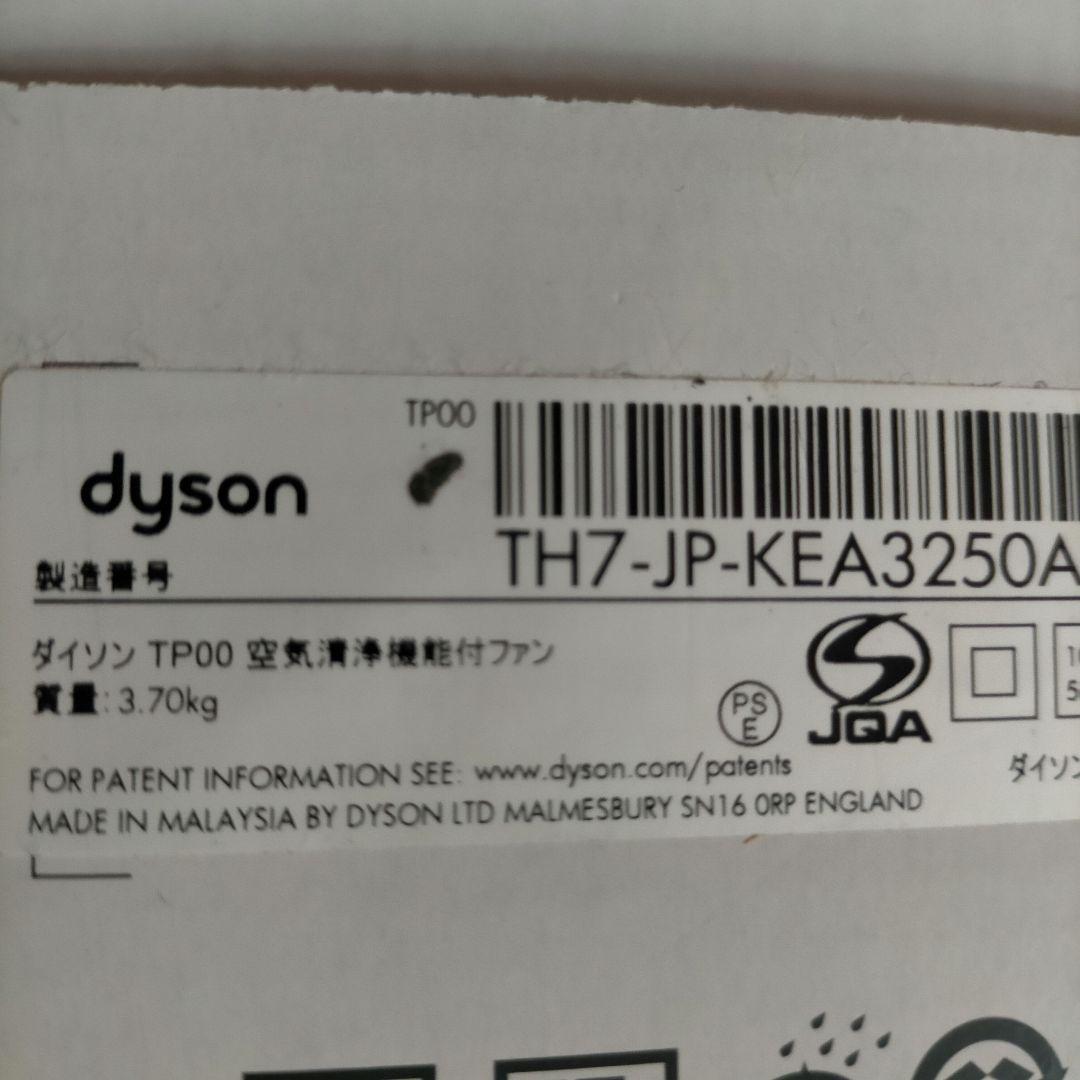 TP00
dyson
製造番号
TH7-JP-KEA3250A
ダイソン TP00 空気清浄機能付ファン
質量: 3.70kg
PS
E
JQA
FOR PATENT INFORMATION SEE: www.dyson.com/patents
ダイソン
MADE IN MALAYSIA BY DYSON LTD MALMESBURY SN16 0RP ENGLAND